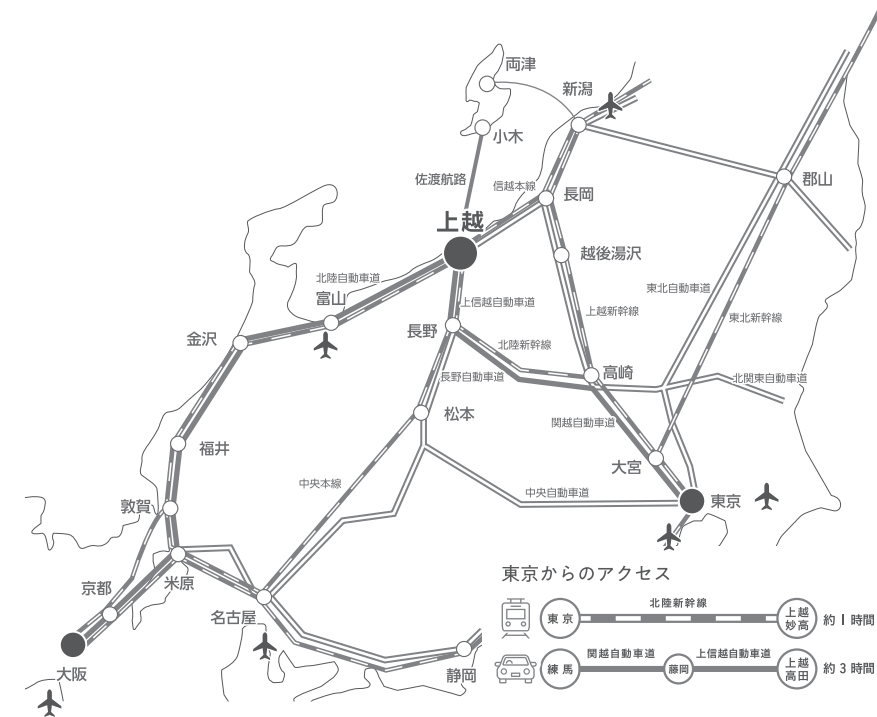 両津
新潟
小木
郡山
佐渡航路
信越本線
長岡
上越
越後湯沢
北陸自動車道
富山
上信越自動車道
東北自動車道
上越新幹線
東北新幹線
金沢
長野
北陸新幹線
高崎
長野自動車道
北関東自動車道
松本
関越自動車道
福井
大宮
中央本線
中央自動車道
東京
敦賀
京都
米原
名古屋
大阪
静岡
東京からのアクセス
北陸新幹線
東京
上越
妙高
約1時間
関越自動車道
上信越自動車道
練馬
藤岡
上越
高田
約3時間